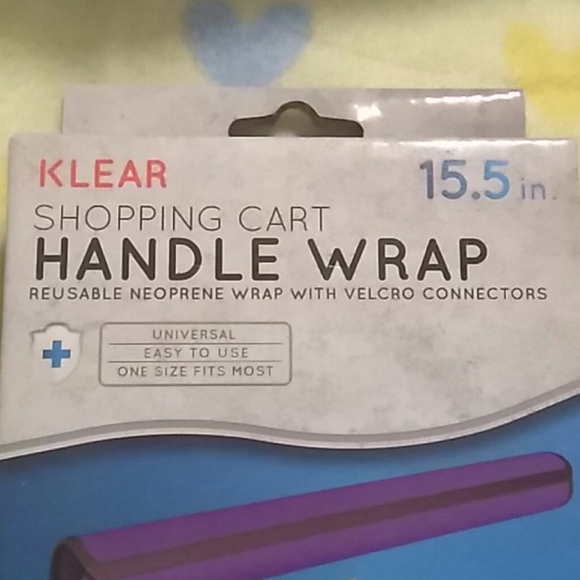 KLEAR
15.5 in.
SHOPPING CART
HANDLE WRAP
REUSABLE NEOPRENE WRAP WITH VELCRO CONNECTORS
UNIVERSAL
EASY TO USE
ONE SIZE FITS MOST